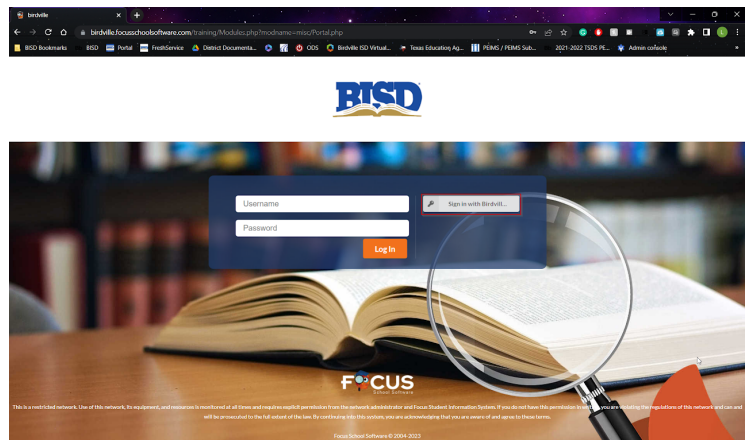 birdville
birdville.focusschoolsoftware.com/training/Modules.php?modname=misc/Portal.php
BISD Bookmarks BISD Portal FreshService District Documenta... ODS Birdville ISD Virtual... Texas Education Ag... PEIMS / PEIMS Sub... 2021-2022 TSDS PE... Admin console
BISD
Username
Sign in with Birdvill...
Password
Log In
FOCUS
School Software
This is a restricted network. Use of this network, its equipment, and resources is monitored at all times and requires explicit permission from the network administrator and Focus Student Information System. If you do not have this permission in writing, you are violating the regulations of this network and can and
will be prosecuted to the full extent of the law. By continuing into this system, you are acknowledging that you are aware of and agree to these terms.
Focus School Software © 2004-2023